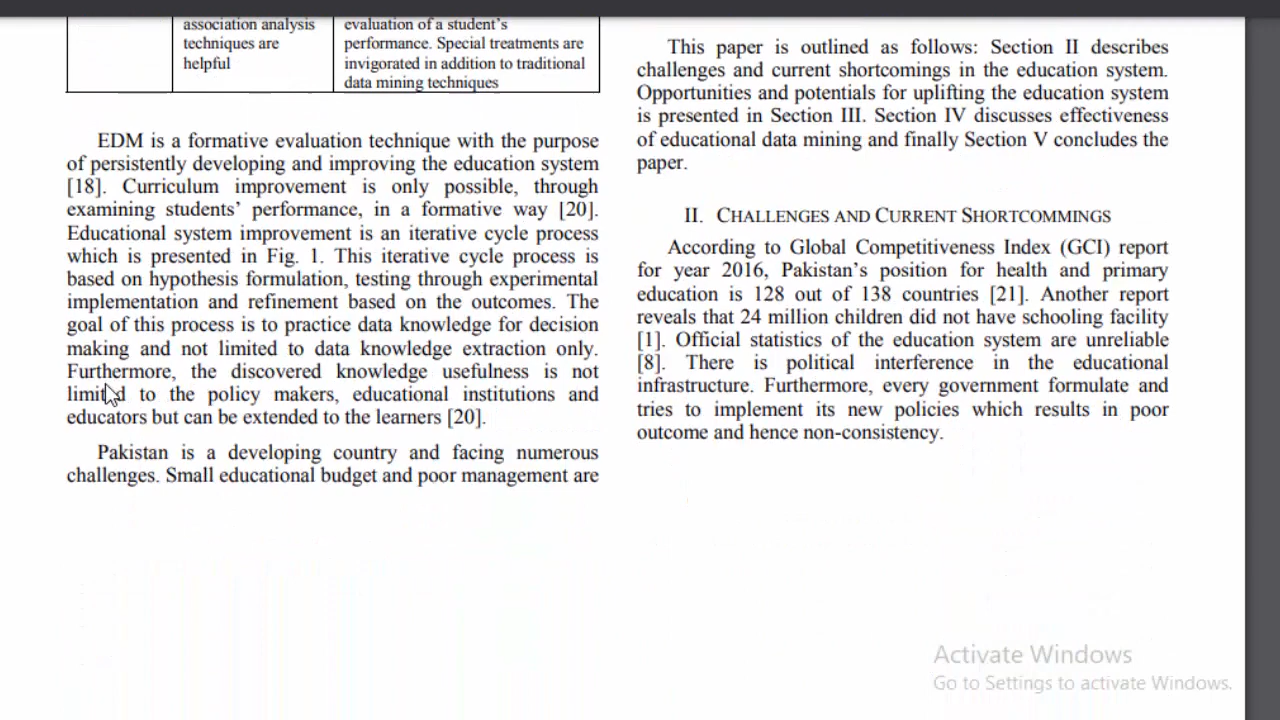 association analysis
techniques are
helpful
evaluation of a student's
performance. Special treatments are
invigorated in addition to traditional
data mining techniques
EDM is a formative evaluation technique with the purpose
of persistently developing and improving the education system
[18]. Curriculum improvement is only possible, through
examining students' performance, in a formative way [20].
Educational system improvement is an iterative cycle process
which is presented in Fig. 1. This iterative cycle process is
based on hypothesis formulation, testing through experimental
implementation and refinement based on the outcomes. The
goal of this process is to practice data knowledge for decision
making and not limited to data knowledge extraction only.
Furthermore, the discovered knowledge usefulness is not
limited to the policy makers, educational institutions and
educators but can be extended to the learners [20].
Pakistan is a developing country and facing numerous
challenges. Small educational budget and poor management are
This paper is outlined as follows: Section II describes
challenges and current shortcomings in the education system.
Opportunities and potentials for uplifting the education system
is presented in Section III. Section IV discusses effectiveness
of educational data mining and finally Section V concludes the
paper.
II. CHALLENGES AND CURRENT SHORTCOMMINGS
According to Global Competitiveness Index (GCI) report
for year 2016, Pakistan's position for health and primary
education is 128 out of 138 countries [21]. Another report
reveals that 24 million children did not have schooling facility
[1]. Official statistics of the education system are unreliable
[8]. There is political interference in the educational
infrastructure. Furthermore, every government formulate and
tries to implement its new policies which results in poor
outcome and hence non-consistency.
Activate Windows
Go to Settings to activate Windows.